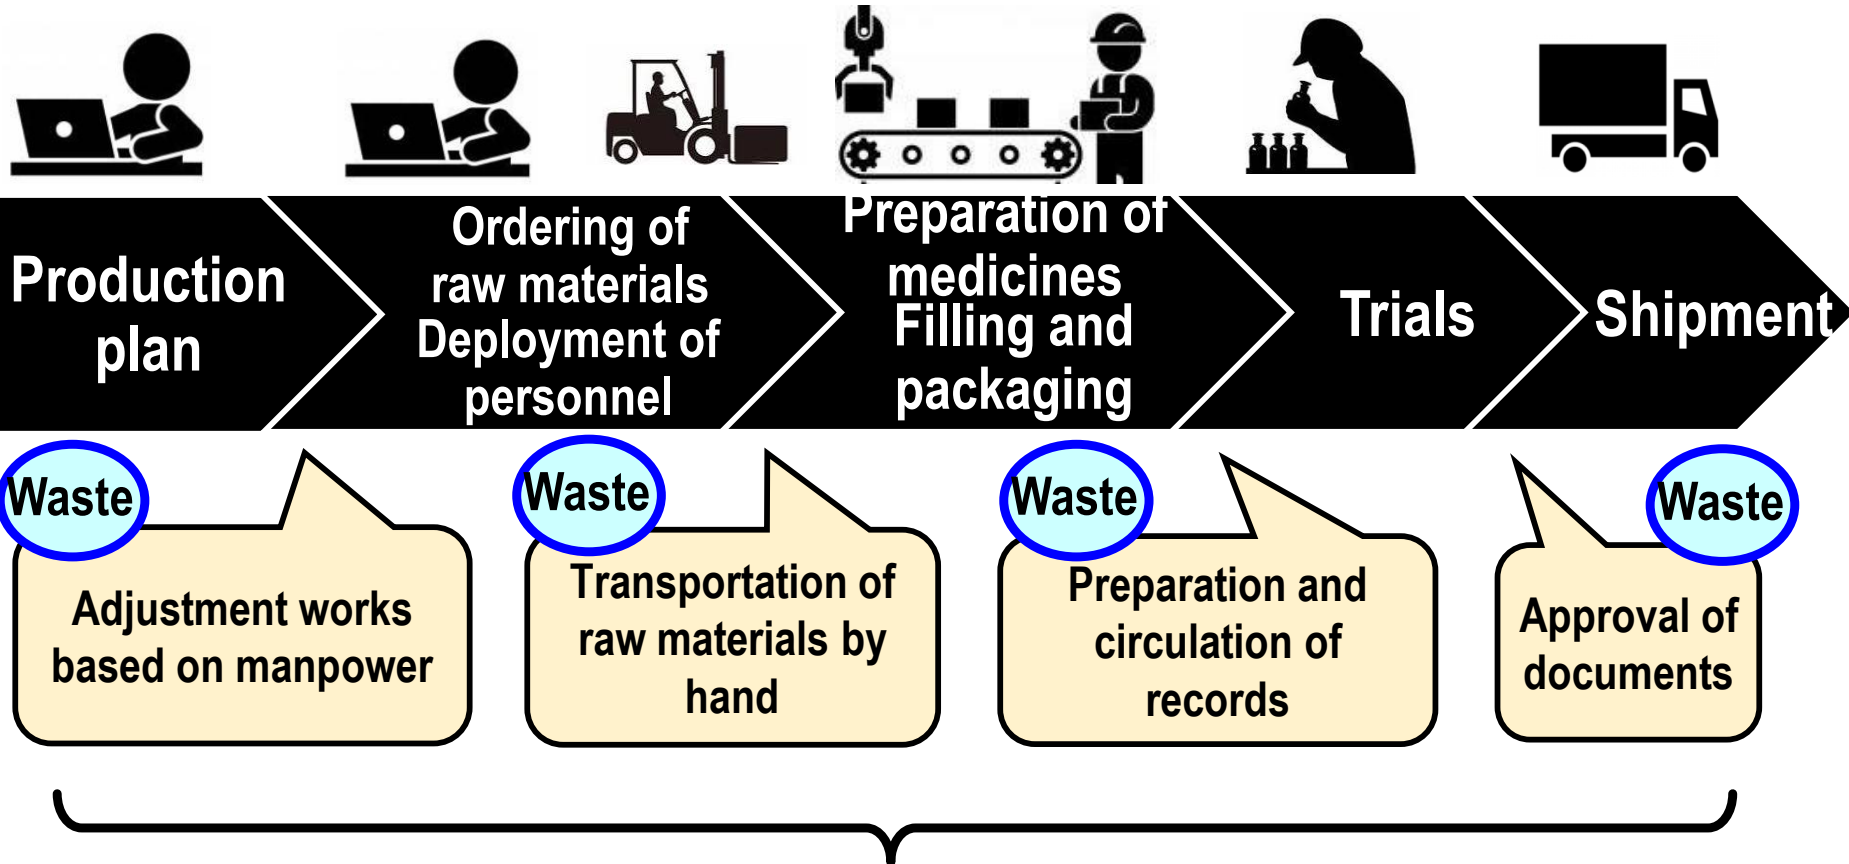 Production
plan
Ordering of
raw materials
Deployment of
personnel
Preparation of
medicines
Filling and
packaging
Trials
Shipment
Waste
Adjustment works
based on manpower
Waste
Transportation of
raw materials by
hand
Waste
Preparation and
circulation of
records
Waste
Approval of
documents